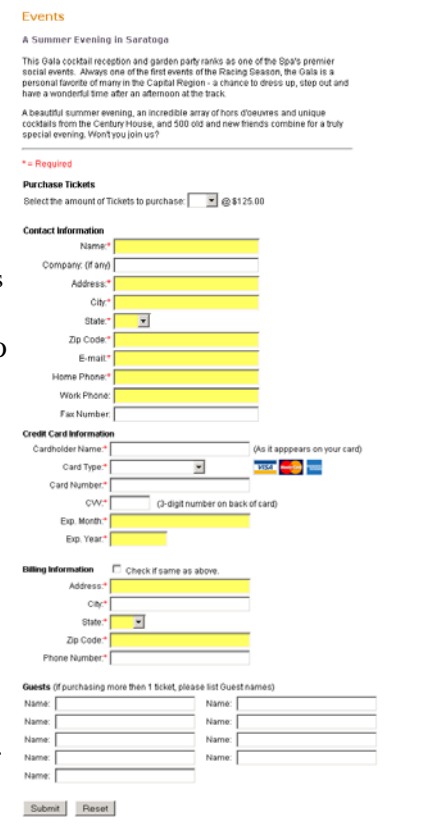 Events
A Summer Evening in Saratoga
This Gala cocktail reception and garden party ranks as one of the Spa's premier
social events. Always one of the first events of the Racing Season, the Gala is a
personal favorite of many in the Capital Region - a chance to dress up, step out and
have a wonderful time after an afternoon at the track.
A beautiful summer evening, an incredible array of hors d'oeuvres and unique
cocktails from the Century House, and 500 old and new friends combine for a truly
special evening. Won't you join us?
*= Required
Purchase Tickets
Select the amount of Tickets to purchase: @ $125.00
Contact Information
Name:*
Company: (if any)
Address:*
City:*
State:*
Zip Code:*
E-mail:*
Home Phone:*
Work Phone:
Fax Number:
Credit Card Information
Cardholder Name:* (As it apppears on your card)
Card Type:* VISA MasterCard
Card Number:*
CVV:* (3-digit number on back of card)
Exp. Month:*
Exp. Year:*
Billing Information Check if same as above.
Address:*
City:*
State:*
Zip Code:*
Phone Number:*
Guests (if purchasing more then 1 ticket, please list Guest names)
Name: Name:
Name: Name:
Name: Name:
Name: Name:
Name:
Submit Reset